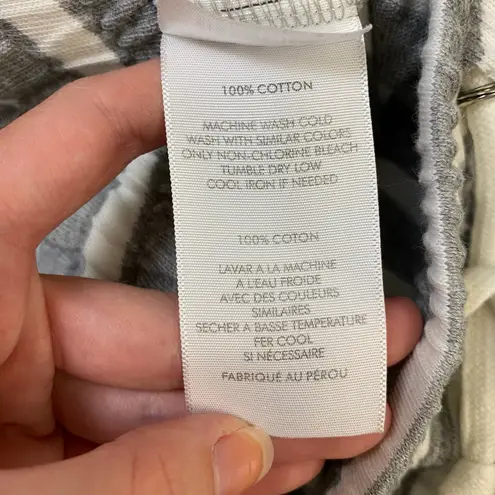 100% COTTON
MACHINE WASH COLD
WASH WITH SIMILAR COLORS
ONLY NON-CHLORINE BLEACH
TUMBLE DRY LOW
COOL IRON IF NEEDED
100% COTON
LAVAR A LA MACHINE
A L'EAU FROIDE
AVEC DES COULEURS
SIMILAIRES
SECHER A BASSE TEMPERATURE
FER COOL
SI NÉCESSAIRE
FABRIQUÉ AU PÉROU